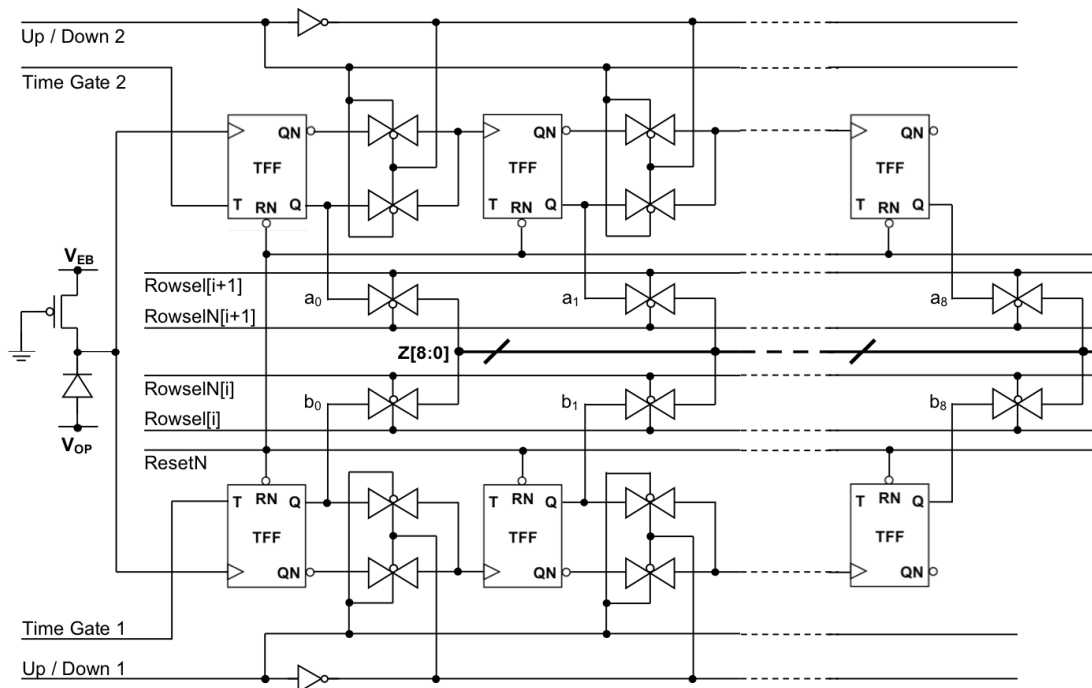 Up / Down 2
Time Gate 2
QN QN QN
TFF TFF TFF
T RN Q T RN Q T RN Q
V_EB
Rowsel[i+1]
a₀ a₁ a₈
RowselN[i+1]
Z[8:0]
RowselN[i]
b₀ b₁ b₈
Rowsel[i]
V_OP
ResetN
T RN Q T RN Q T RN Q
TFF TFF TFF
QN QN QN
Time Gate 1
Up / Down 1